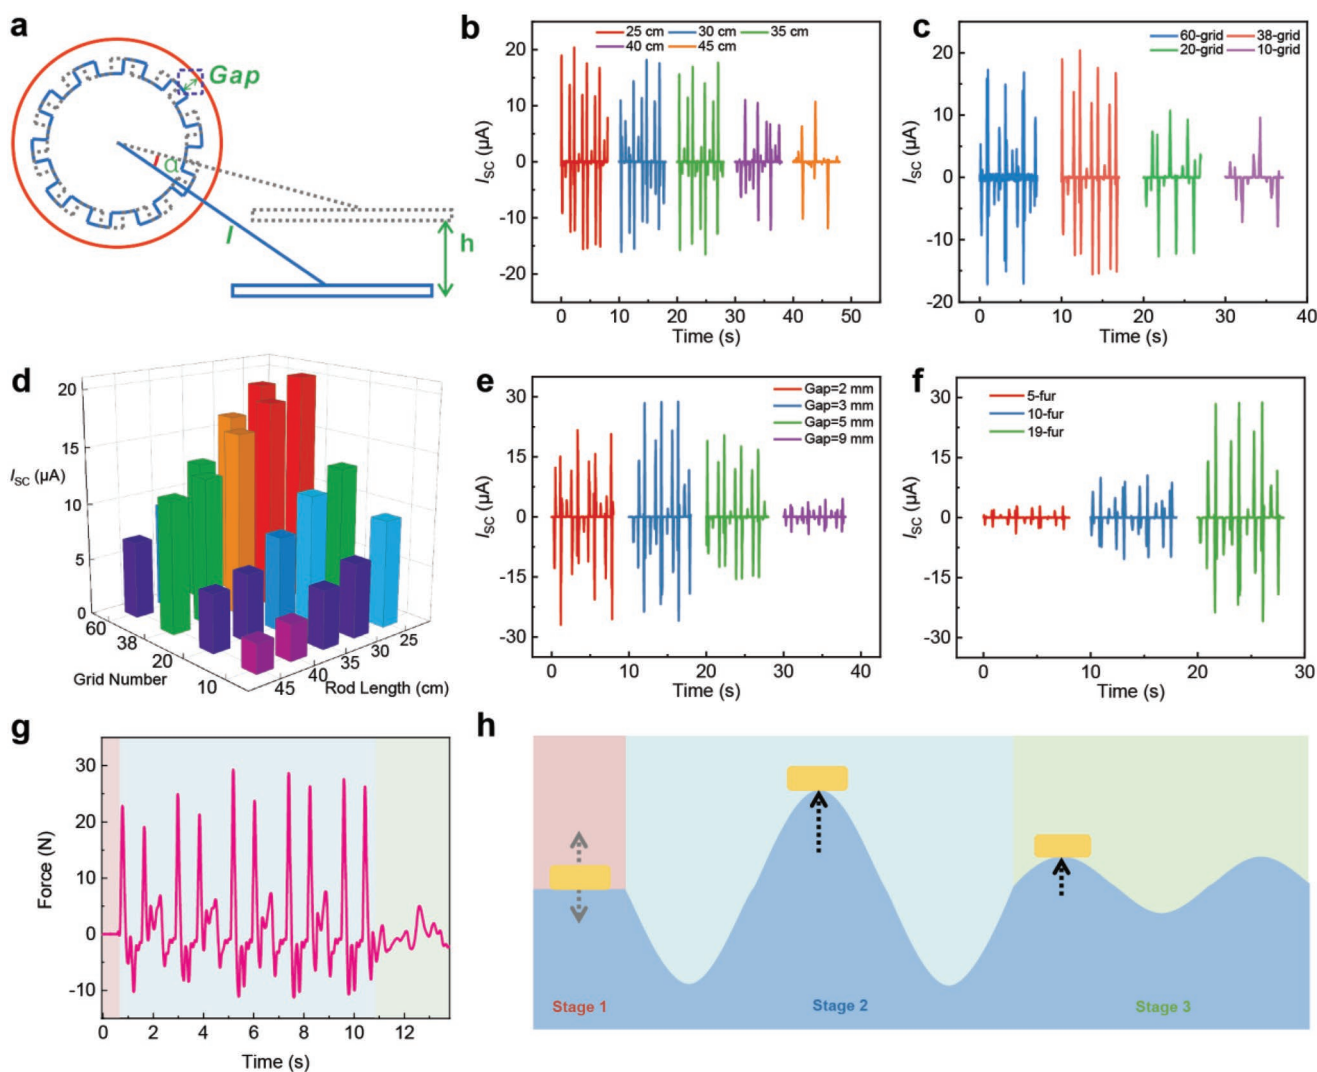 a
Gap
α
l
h
b
25 cm 30 cm 35 cm
40 cm 45 cm
20
10
0
-10
-20
I_SC (μA)
0 10 20 30 40 50
Time (s)
c
60-grid 38-grid
20-grid 10-grid
20
10
0
-10
-20
I_SC (μA)
0 10 20 30 40
Time (s)
d
20
15
10
5
0
I_SC (μA)
60
38
20
10
Grid Number
45
40
35
30
25
Rod Length (cm)
e
Gap=2 mm
Gap=3 mm
Gap=5 mm
Gap=9 mm
30
15
0
-15
-30
I_SC (μA)
0 10 20 30 40
Time (s)
f
5-fur
10-fur
19-fur
30
15
0
-15
-30
I_SC (μA)
0 10 20 30
Time (s)
g
30
20
10
0
-10
Force (N)
0 2 4 6 8 10 12
Time (s)
h
Stage 1 Stage 2 Stage 3